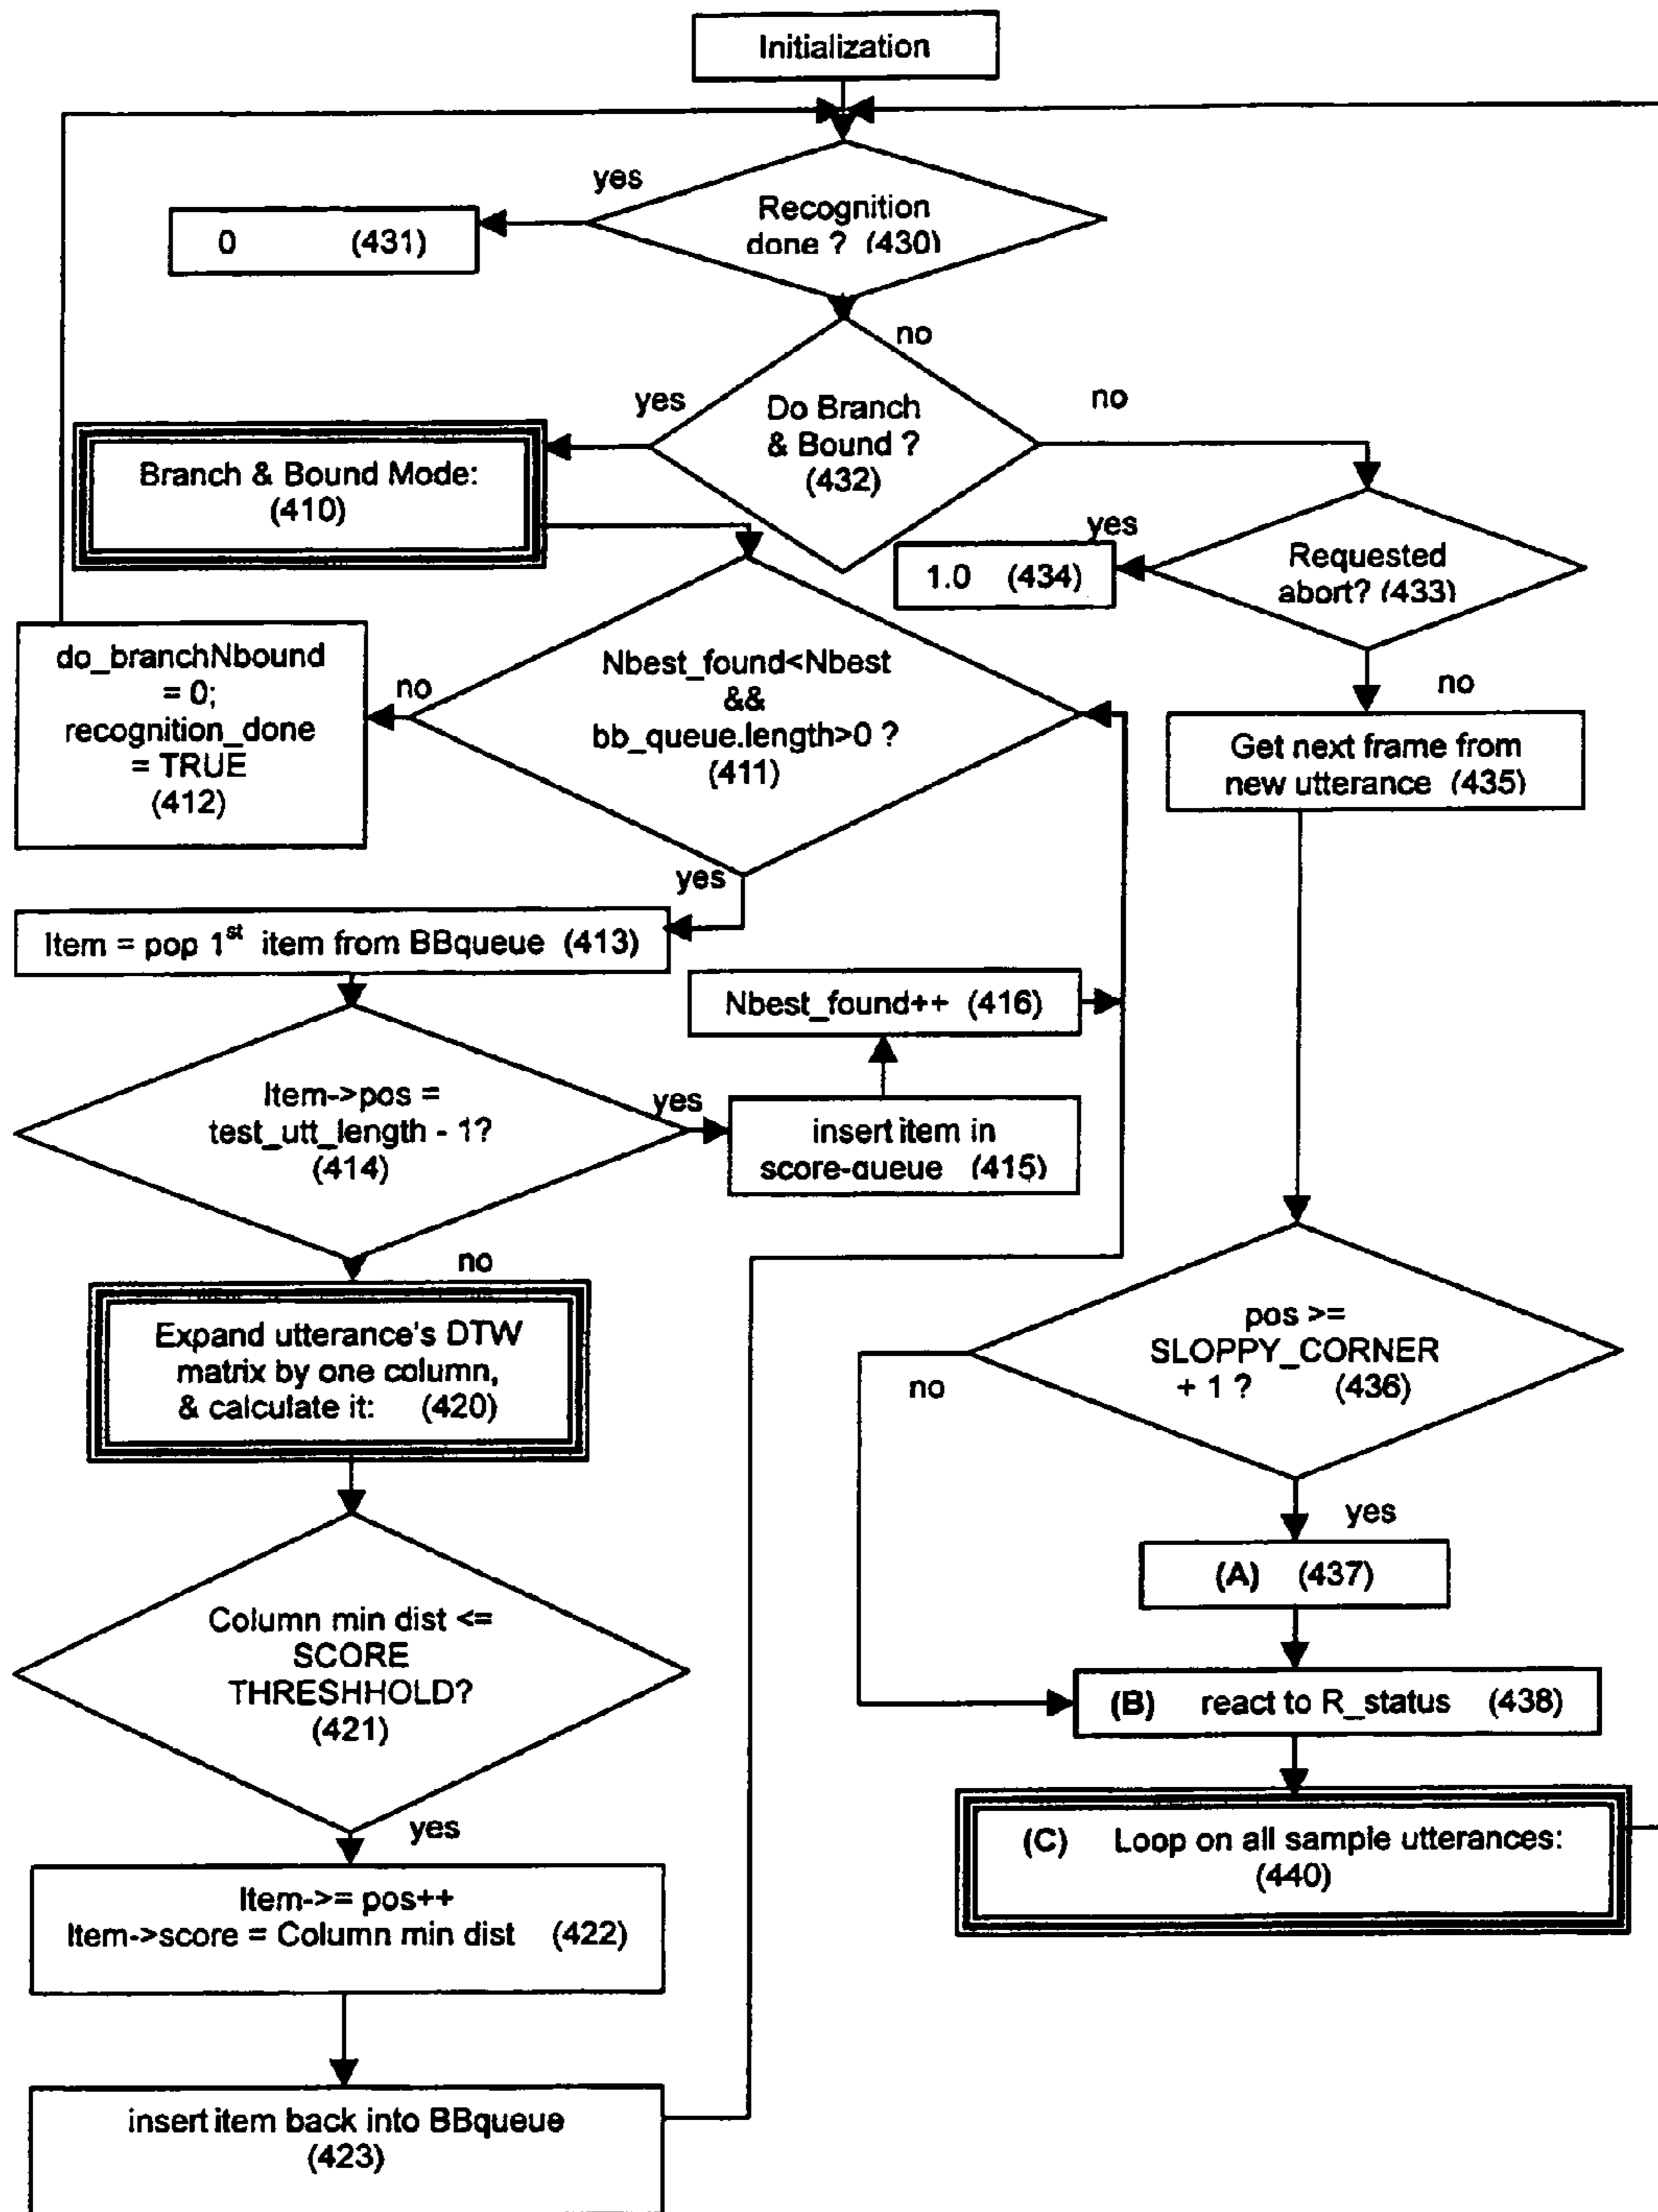 Initialization
yes
Recognition
done ? (430)
0 (431)
no
yes
Do Branch
& Bound ?
(432)
no
Branch & Bound Mode:
(410)
yes
1.0 (434)
Requested
abort? (433)
no
do_branchNbound
= 0;
recognition_done
= TRUE
(412)
no
Nbest_found<Nbest
&&
bb_queue.length>0 ?
(411)
Get next frame from
new utterance (435)
yes
Item = pop 1st item from BBqueue (413)
Nbest_found++ (416)
Item->pos =
test_utt_length - 1?
(414)
yes
insert item in
score-queue (415)
no
Expand utterance's DTW
matrix by one column,
& calculate it: (420)
pos >=
SLOPPY_CORNER
+ 1 ? (436)
no
yes
(A) (437)
Column min dist <=
SCORE
THRESHHOLD?
(421)
(B) react to R_status (438)
yes
(C) Loop on all sample utterances:
(440)
Item->= pos++
Item->score = Column min dist (422)
insert item back into BBqueue
(423)